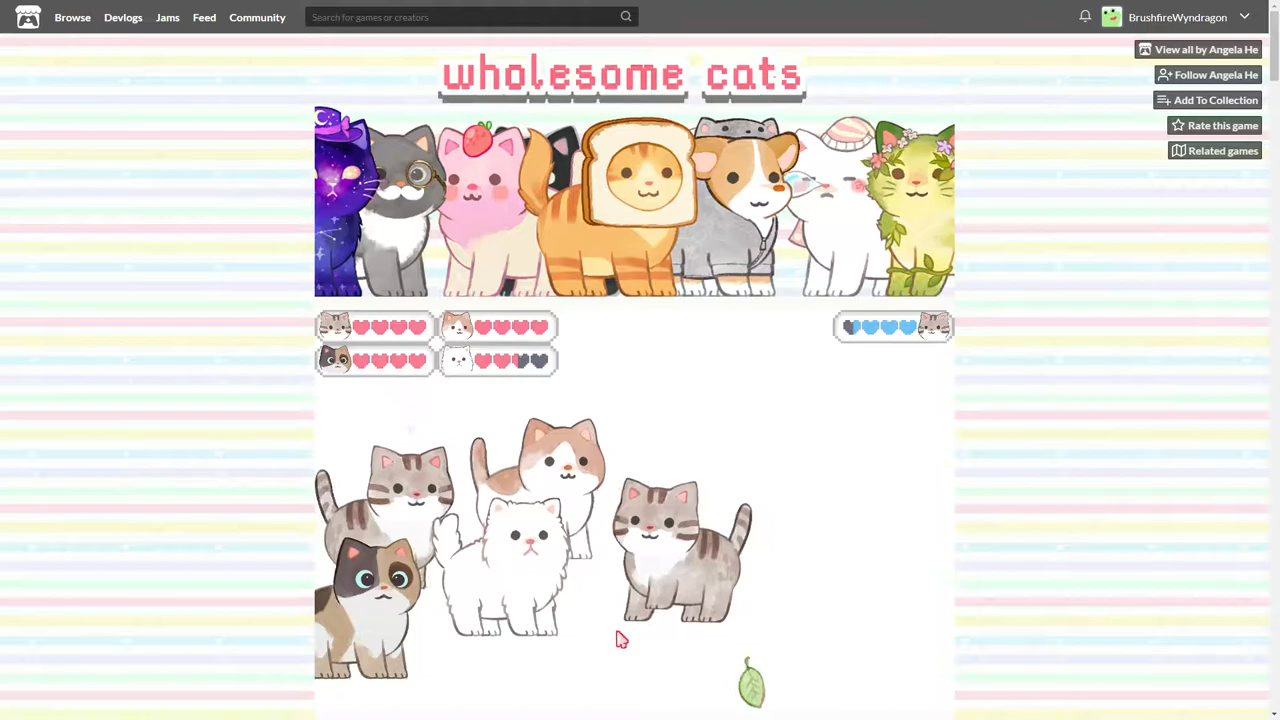 Browse Devlogs Jams Feed Community Search for games or creators BrushfireWyndragon
View all by Angela He
Follow Angela He
Add To Collection
Rate this game
Related games
wholesome cats